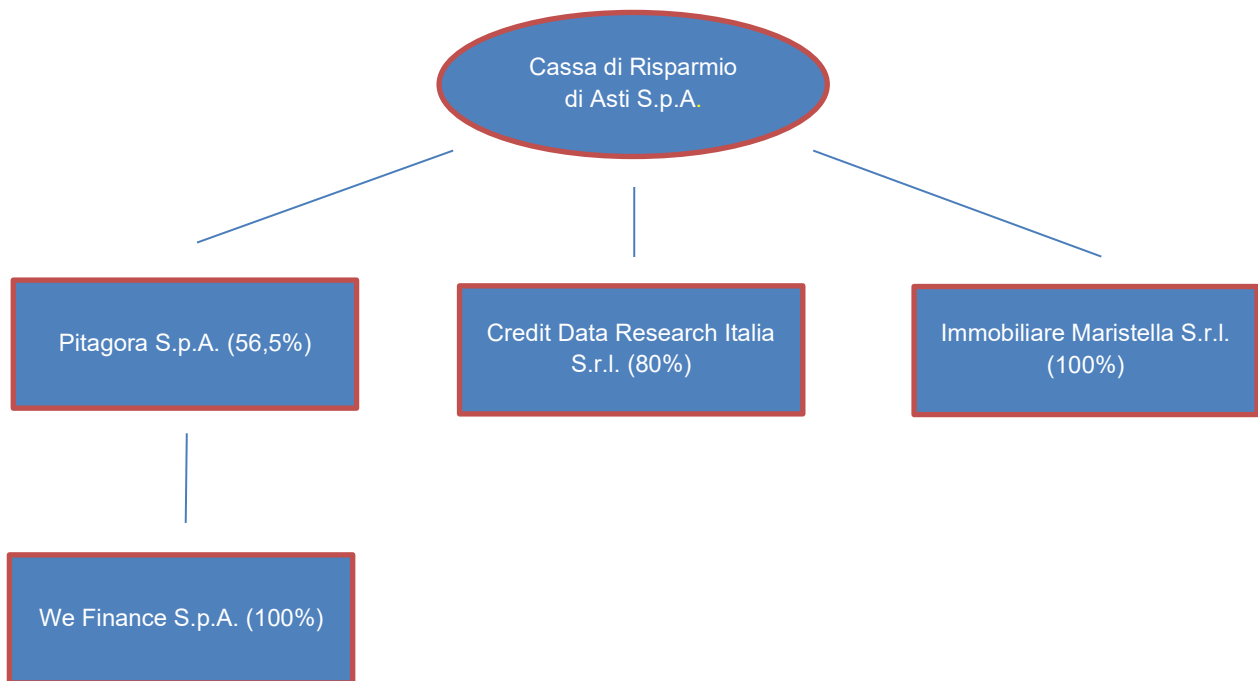 Cassa di Risparmio
di Asti S.p.A.
Pitagora S.p.A. (56,5%)
Credit Data Research Italia
S.r.l. (80%)
Immobiliare Maristella S.r.l.
(100%)
We Finance S.p.A. (100%)